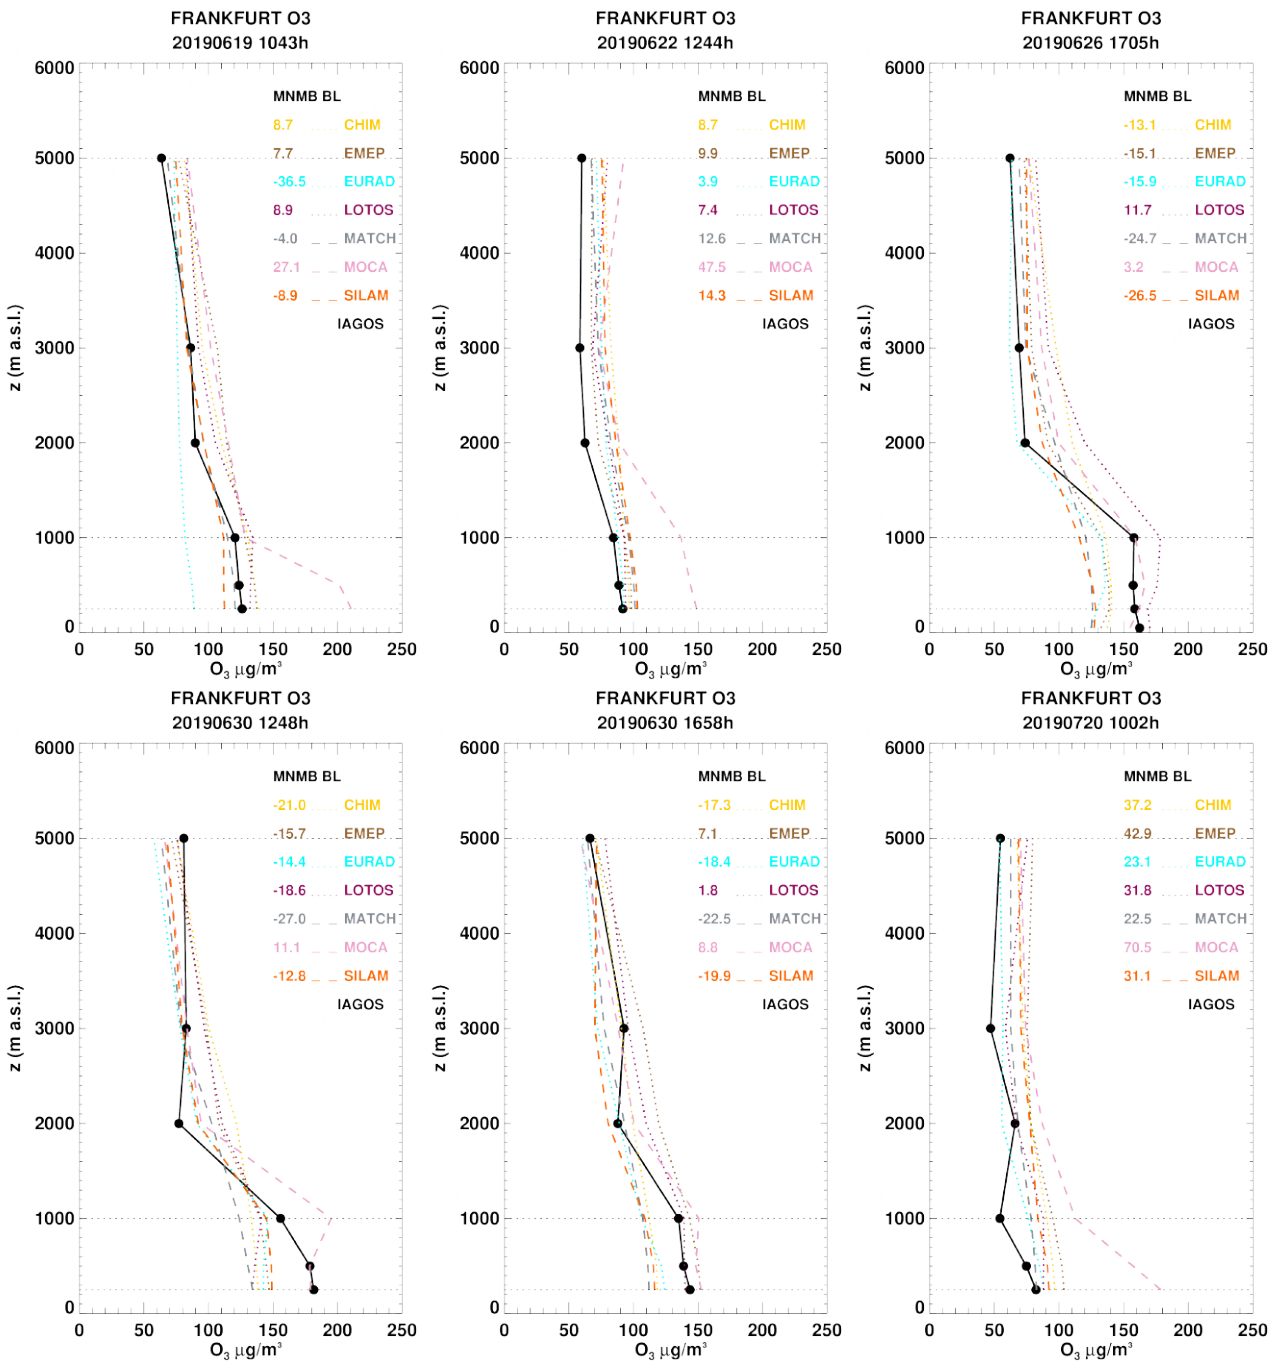 FRANKFURT O3
20190619 1043h
6000
5000
4000
3000
2000
1000
0
z (m a.s.l.)
MNMB BL
8.7 ..... CHIM
7.7 ..... EMEP
-36.5 ..... EURAD
8.9 ..... LOTOS
-4.0 _ _ MATCH
27.1 _ _ MOCA
-8.9 _ _ SILAM
IAGOS
0 50 100 150 200 250
O₃ μg/m³
FRANKFURT O3
20190622 1244h
6000
5000
4000
3000
2000
1000
0
z (m a.s.l.)
MNMB BL
8.7 ..... CHIM
9.9 ..... EMEP
3.9 ..... EURAD
7.4 ..... LOTOS
12.6 _ _ MATCH
47.5 _ _ MOCA
14.3 _ _ SILAM
IAGOS
0 50 100 150 200 250
O₃ μg/m³
FRANKFURT O3
20190626 1705h
6000
5000
4000
3000
2000
1000
0
z (m a.s.l.)
MNMB BL
-13.1 ..... CHIM
-15.1 ..... EMEP
-15.9 ..... EURAD
11.7 ..... LOTOS
-24.7 _ _ MATCH
3.2 _ _ MOCA
-26.5 _ _ SILAM
IAGOS
0 50 100 150 200 250
O₃ μg/m³
FRANKFURT O3
20190630 1248h
6000
5000
4000
3000
2000
1000
0
z (m a.s.l.)
MNMB BL
-21.0 ..... CHIM
-15.7 ..... EMEP
-14.4 ..... EURAD
-18.6 ..... LOTOS
-27.0 _ _ MATCH
11.1 _ _ MOCA
-12.8 _ _ SILAM
IAGOS
0 50 100 150 200 250
O₃ μg/m³
FRANKFURT O3
20190630 1658h
6000
5000
4000
3000
2000
1000
0
z (m a.s.l.)
MNMB BL
-17.3 ..... CHIM
7.1 ..... EMEP
-18.4 ..... EURAD
1.8 ..... LOTOS
-22.5 _ _ MATCH
8.8 _ _ MOCA
-19.9 _ _ SILAM
IAGOS
0 50 100 150 200 250
O₃ μg/m³
FRANKFURT O3
20190720 1002h
6000
5000
4000
3000
2000
1000
0
z (m a.s.l.)
MNMB BL
37.2 ..... CHIM
42.9 ..... EMEP
23.1 ..... EURAD
31.8 ..... LOTOS
22.5 _ _ MATCH
70.5 _ _ MOCA
31.1 _ _ SILAM
IAGOS
0 50 100 150 200 250
O₃ μg/m³